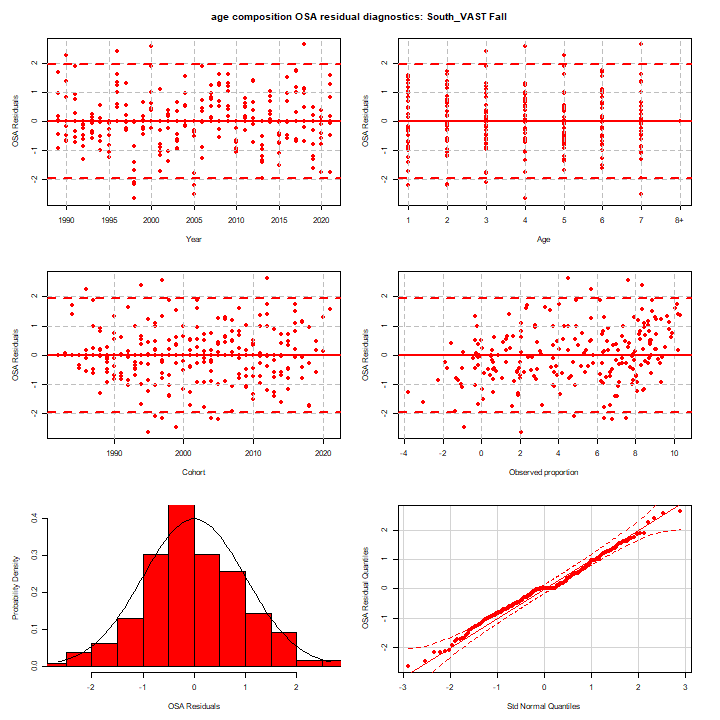 age composition OSA residual diagnostics: South_VAST Fall
OSA Residuals
2
1
0
-1
-2
1990 1995 2000 2005 2010 2015 2020
Year
OSA Residuals
2
1
0
-1
-2
1 2 3 4 5 6 7 8+
Age
OSA Residuals
2
1
0
-1
-2
1990 2000 2010 2020
Cohort
OSA Residuals
2
1
0
-1
-2
-4 -2 0 2 4 6 8 10
Observed proportion
Probability Density
0.4
0.3
0.2
0.1
0.0
-2 -1 0 1 2
OSA Residuals
OSA Residual Quantiles
2
1
0
-1
-2
-3 -2 -1 0 1 2 3
Std Normal Quantiles